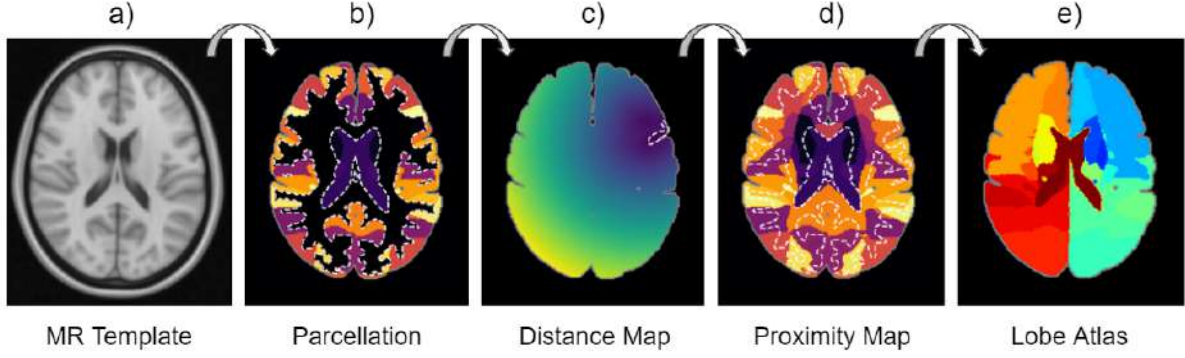 a) b) c) d) e)
MR Template Parcellation Distance Map Proximity Map Lobe Atlas